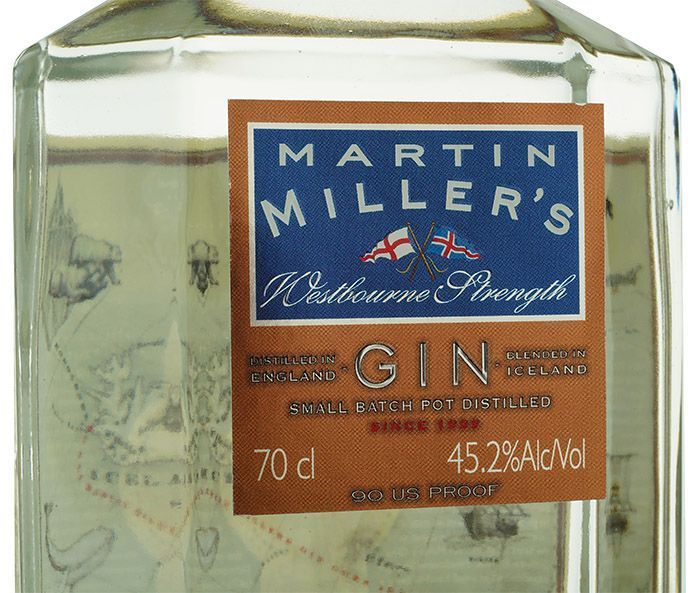 MARTIN
MILLER'S
Westbourne Strength
DISTILLED IN
ENGLAND
· GIN ·
BLENDED IN
ICELAND
SMALL BATCH POT DISTILLED
SINCE 1999
70 cl
45.2%Alc/Vol
90 US PROOF